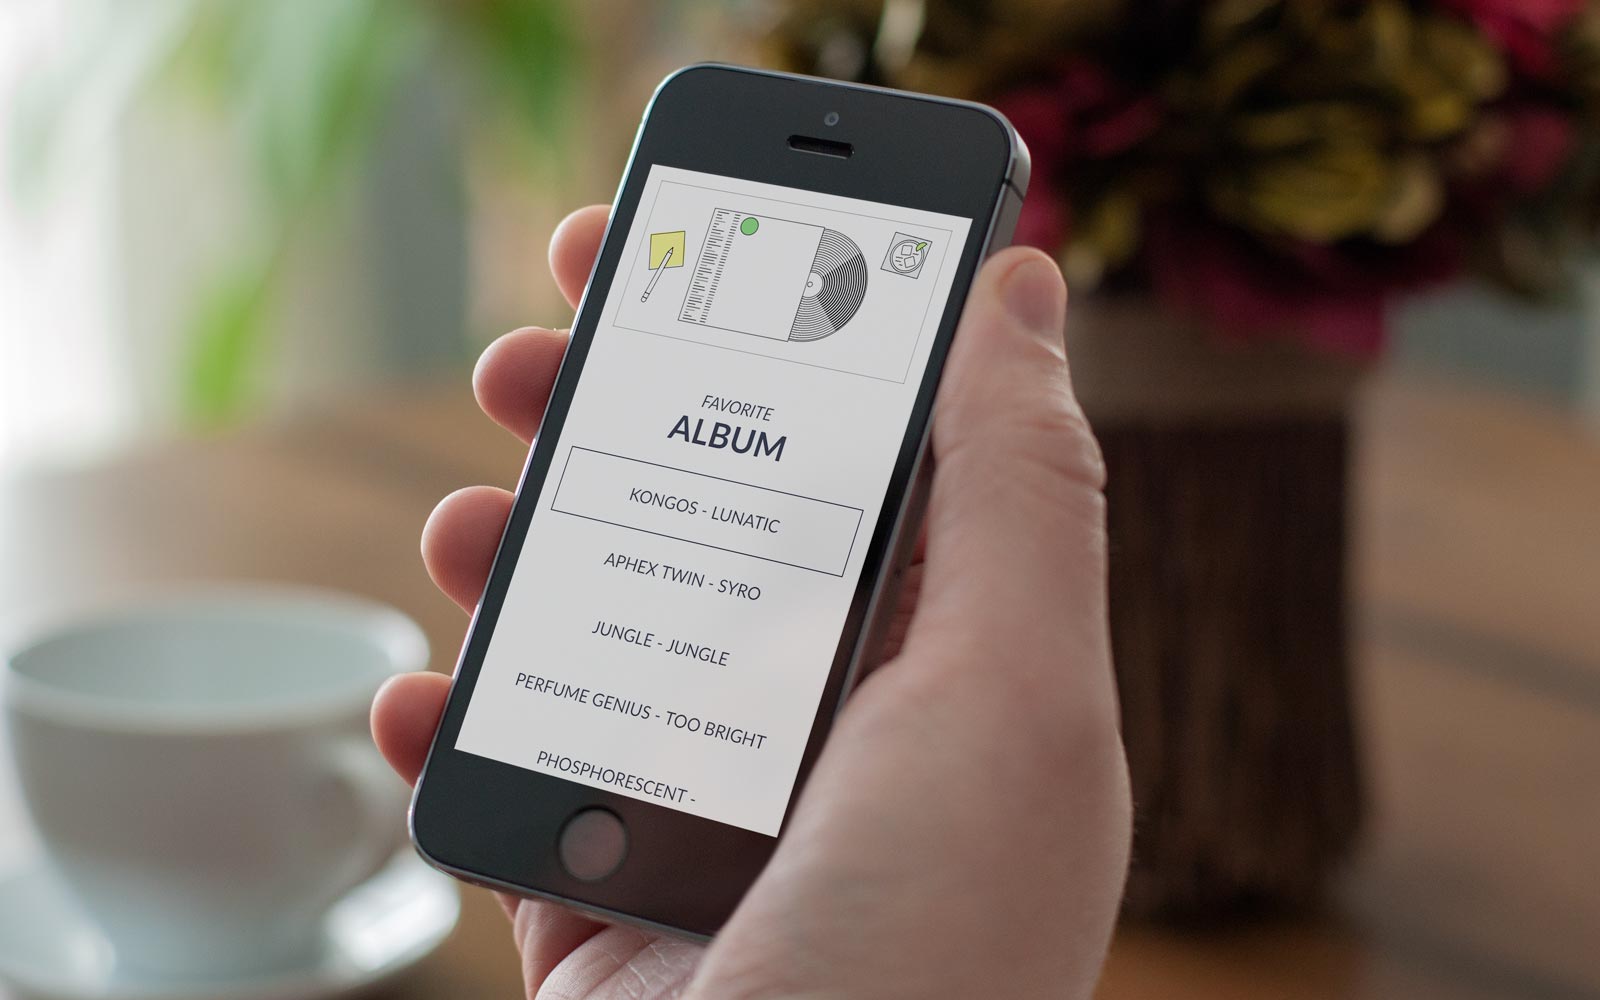 FAVORITE
ALBUM
KONGOS - LUNATIC
APHEX TWIN - SYRO
JUNGLE - JUNGLE
PERFUME GENIUS - TOO BRIGHT
PHOSPHORESCENT -